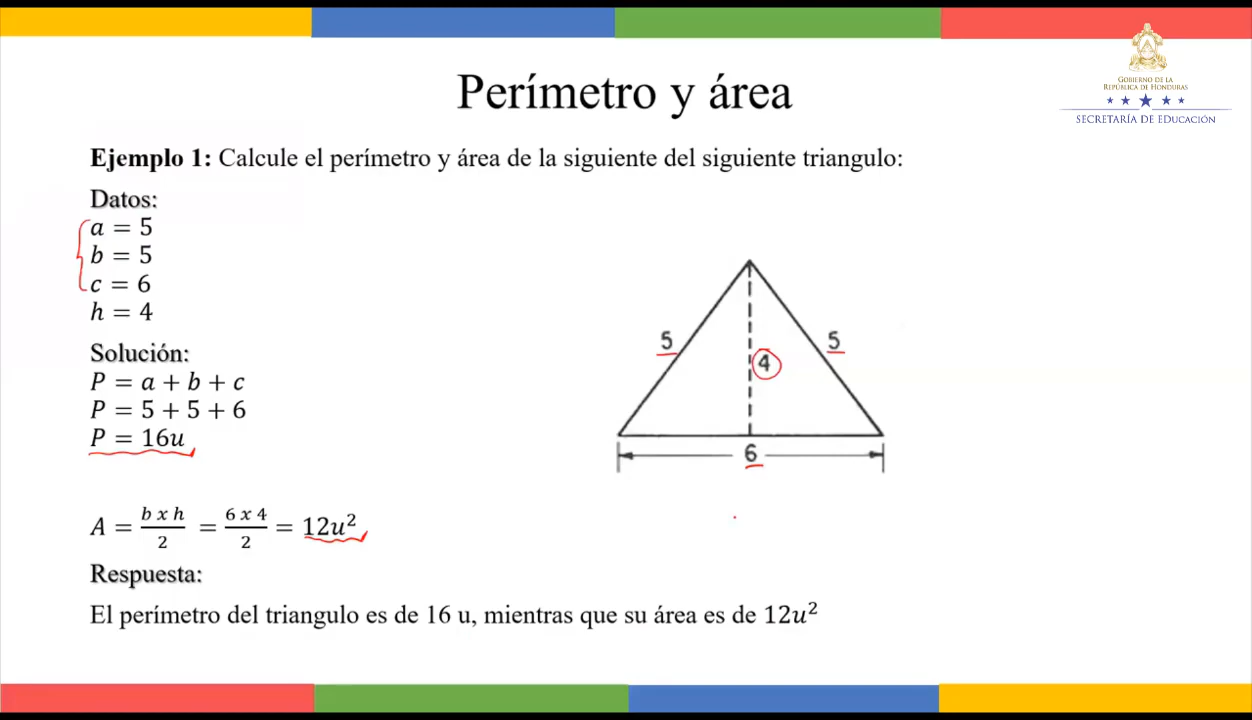 GOBIERNO DE LA
REPÚBLICA DE HONDURAS
SECRETARÍA DE EDUCACIÓN
Perímetro y área
Ejemplo 1: Calcule el perímetro y área de la siguiente del siguiente triangulo:
Datos:
a = 5
b = 5
c = 6
h = 4
Solución:
P = a + b + c
P = 5 + 5 + 6
P = 16u
5
5
4
6
A = b x h / 2 = 6 x 4 / 2 = 12u²
Respuesta:
El perímetro del triangulo es de 16 u, mientras que su área es de 12u²